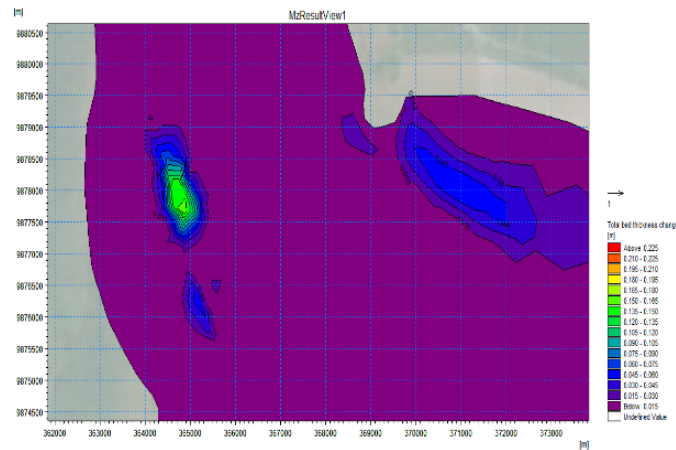 MzResultView1
[m]
9880500
9880000
9879500
9879000
9878500
9878000
9877500
9877000
9876500
9876000
9875500
9875000
9874500
362000 363000 364000 365000 366000 367000 368000 369000 370000 371000 372000 373000
[m]
1
Total bed thickness chang
[m]
Above 0.225
0.210 - 0.225
0.195 - 0.210
0.180 - 0.195
0.165 - 0.180
0.150 - 0.165
0.135 - 0.150
0.120 - 0.135
0.105 - 0.120
0.090 - 0.105
0.075 - 0.090
0.060 - 0.075
0.045 - 0.060
0.030 - 0.045
0.015 - 0.030
Below 0.015
Undefined Value